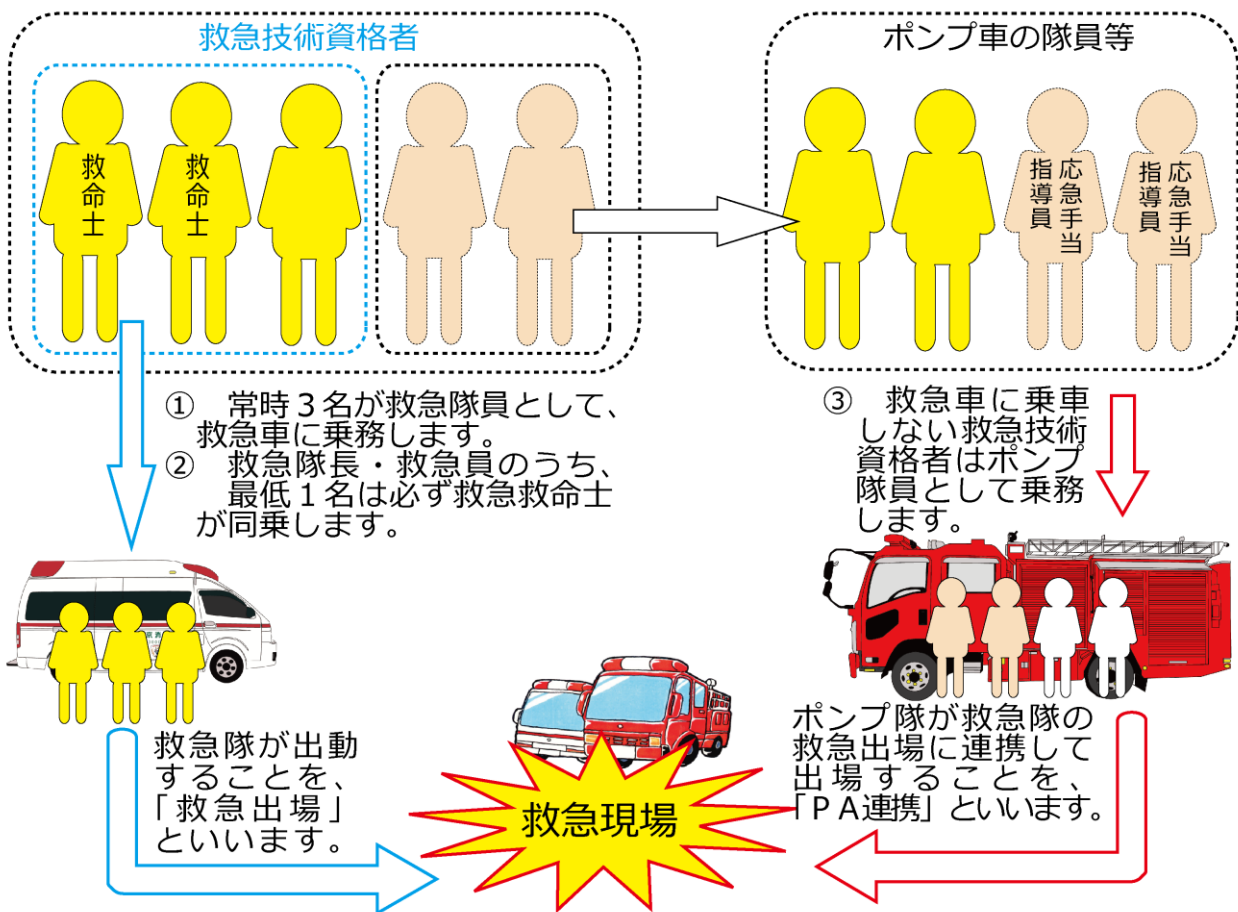 救急技術資格者
ポンプ車の隊員等
救命士
救命士
応急手当
指導員
応急手当
指導員
① 常時３名が救急隊員として、
救急車に乗務します。
② 救急隊長・救急員のうち、
最低１名は必ず救急救命士
が同乗します。
③ 救急車に乗車
しない救急技術
資格者はポンプ
隊員として乗務
します。
救急隊が出動
することを、
「救急出場」
といいます。
救急現場
ポンプ隊が救急隊の
救急出場に連携して
出場することを、
「ＰＡ連携」といいます。